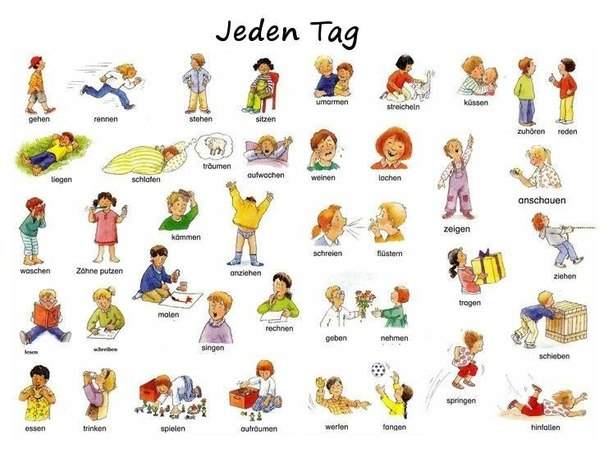 Jeden Tag
gehen
rennen
stehen
sitzen
umarmen
streicheln
küssen
zuhören
reden
liegen
schlafen
träumen
aufwachen
weinen
lachen
zeigen
anschauen
waschen
Zähne putzen
kämmen
anziehen
schreien
flüstern
tragen
ziehen
lesen
schreiben
malen
singen
rechnen
geben
nehmen
springen
schieben
essen
trinken
spielen
aufräumen
werfen
fangen
hinfallen